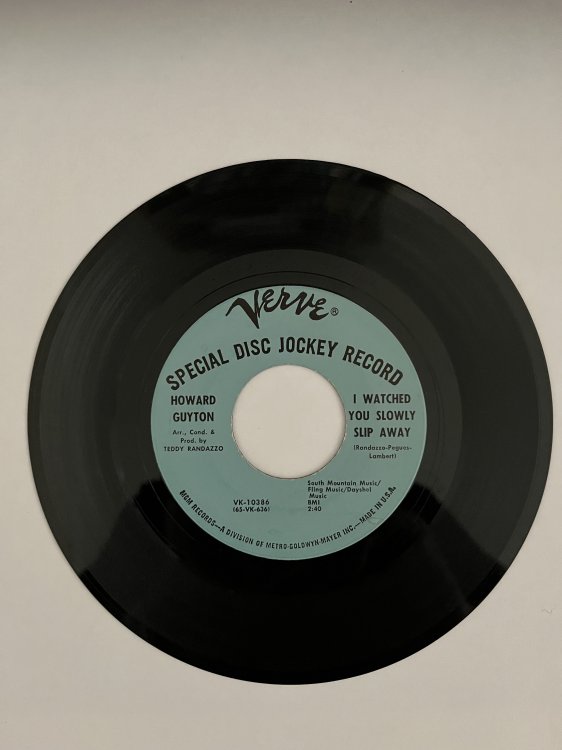 Verve®
SPECIAL DISC JOCKEY RECORD
HOWARD
GUYTON
Arr., Cond. &
Prod. by
TEDDY RANDAZZO
I WATCHED
YOU SLOWLY
SLIP AWAY
(Randazzo-Pegues-
Lambert)
VK-10386
(65-VK-636)
South Mountain Music/
Fling Music/Dayshel
Music
BMI
2:40
MGM RECORDS—A DIVISION OF METRO-GOLDWYN-MAYER INC.—MADE IN U.S.A.